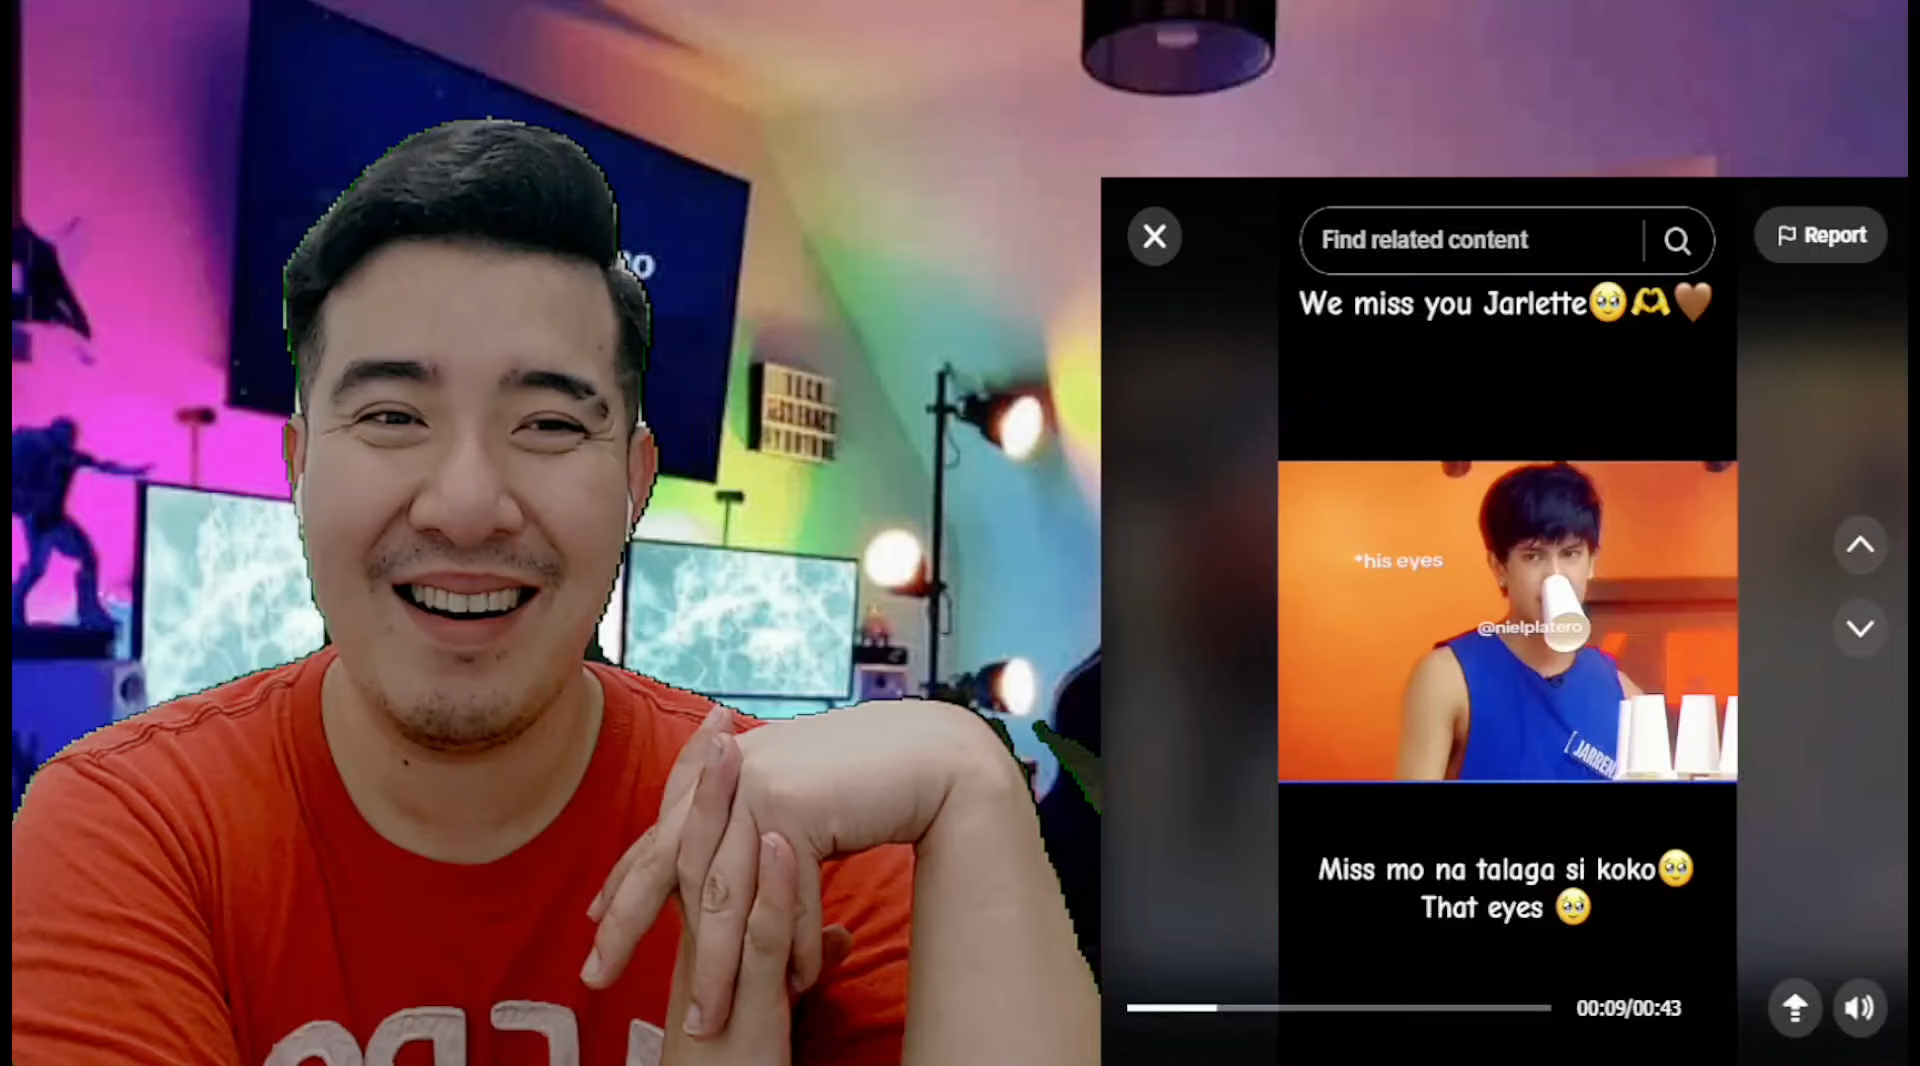 Find related content
Report
We miss you Jarlette🥹🫶🤎
*his eyes
@nielplatero
[ JARREN
Miss mo na talaga si koko🥹
That eyes 🥹
00:09/00:43